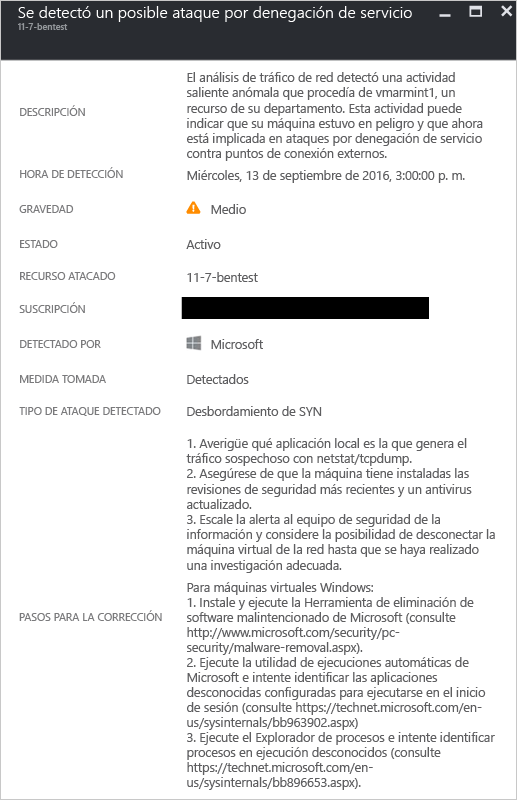 Se detectó un posible ataque por denegación de servicio
11-7-bentest
DESCRIPCIÓN
El análisis de tráfico de red detectó una actividad
saliente anómala que procedía de vmarmint1, un
recurso de su departamento. Esta actividad puede
indicar que su máquina estuvo en peligro y que ahora
está implicada en ataques por denegación de servicio
contra puntos de conexión externos.
HORA DE DETECCIÓN
Miércoles, 13 de septiembre de 2016, 3:00:00 p. m.
GRAVEDAD
Medio
ESTADO
Activo
RECURSO ATACADO
11-7-bentest
SUSCRIPCIÓN
DETECTADO POR
Microsoft
MEDIDA TOMADA
Detectados
TIPO DE ATAQUE DETECTADO
Desbordamiento de SYN
PASOS PARA LA CORRECCIÓN
1. Averigüe qué aplicación local es la que genera el
tráfico sospechoso con netstat/tcpdump.
2. Asegúrese de que la máquina tiene instaladas las
revisiones de seguridad más recientes y un antivirus
actualizado.
3. Escale la alerta al equipo de seguridad de la
información y considere la posibilidad de desconectar la
máquina virtual de la red hasta que se haya realizado
una investigación adecuada.
Para máquinas virtuales Windows:
1. Instale y ejecute la Herramienta de eliminación de
software malintencionado de Microsoft (consulte
http://www.microsoft.com/security/pc-
security/malware-removal.aspx).
2. Ejecute la utilidad de ejecuciones automáticas de
Microsoft e intente identificar las aplicaciones
desconocidas configuradas para ejecutarse en el inicio
de sesión (consulte https://technet.microsoft.com/en-
us/sysinternals/bb963902.aspx)
3. Ejecute el Explorador de procesos e intente identificar
procesos en ejecución desconocidos (consulte
https://technet.microsoft.com/en-
us/sysinternals/bb896653.aspx).